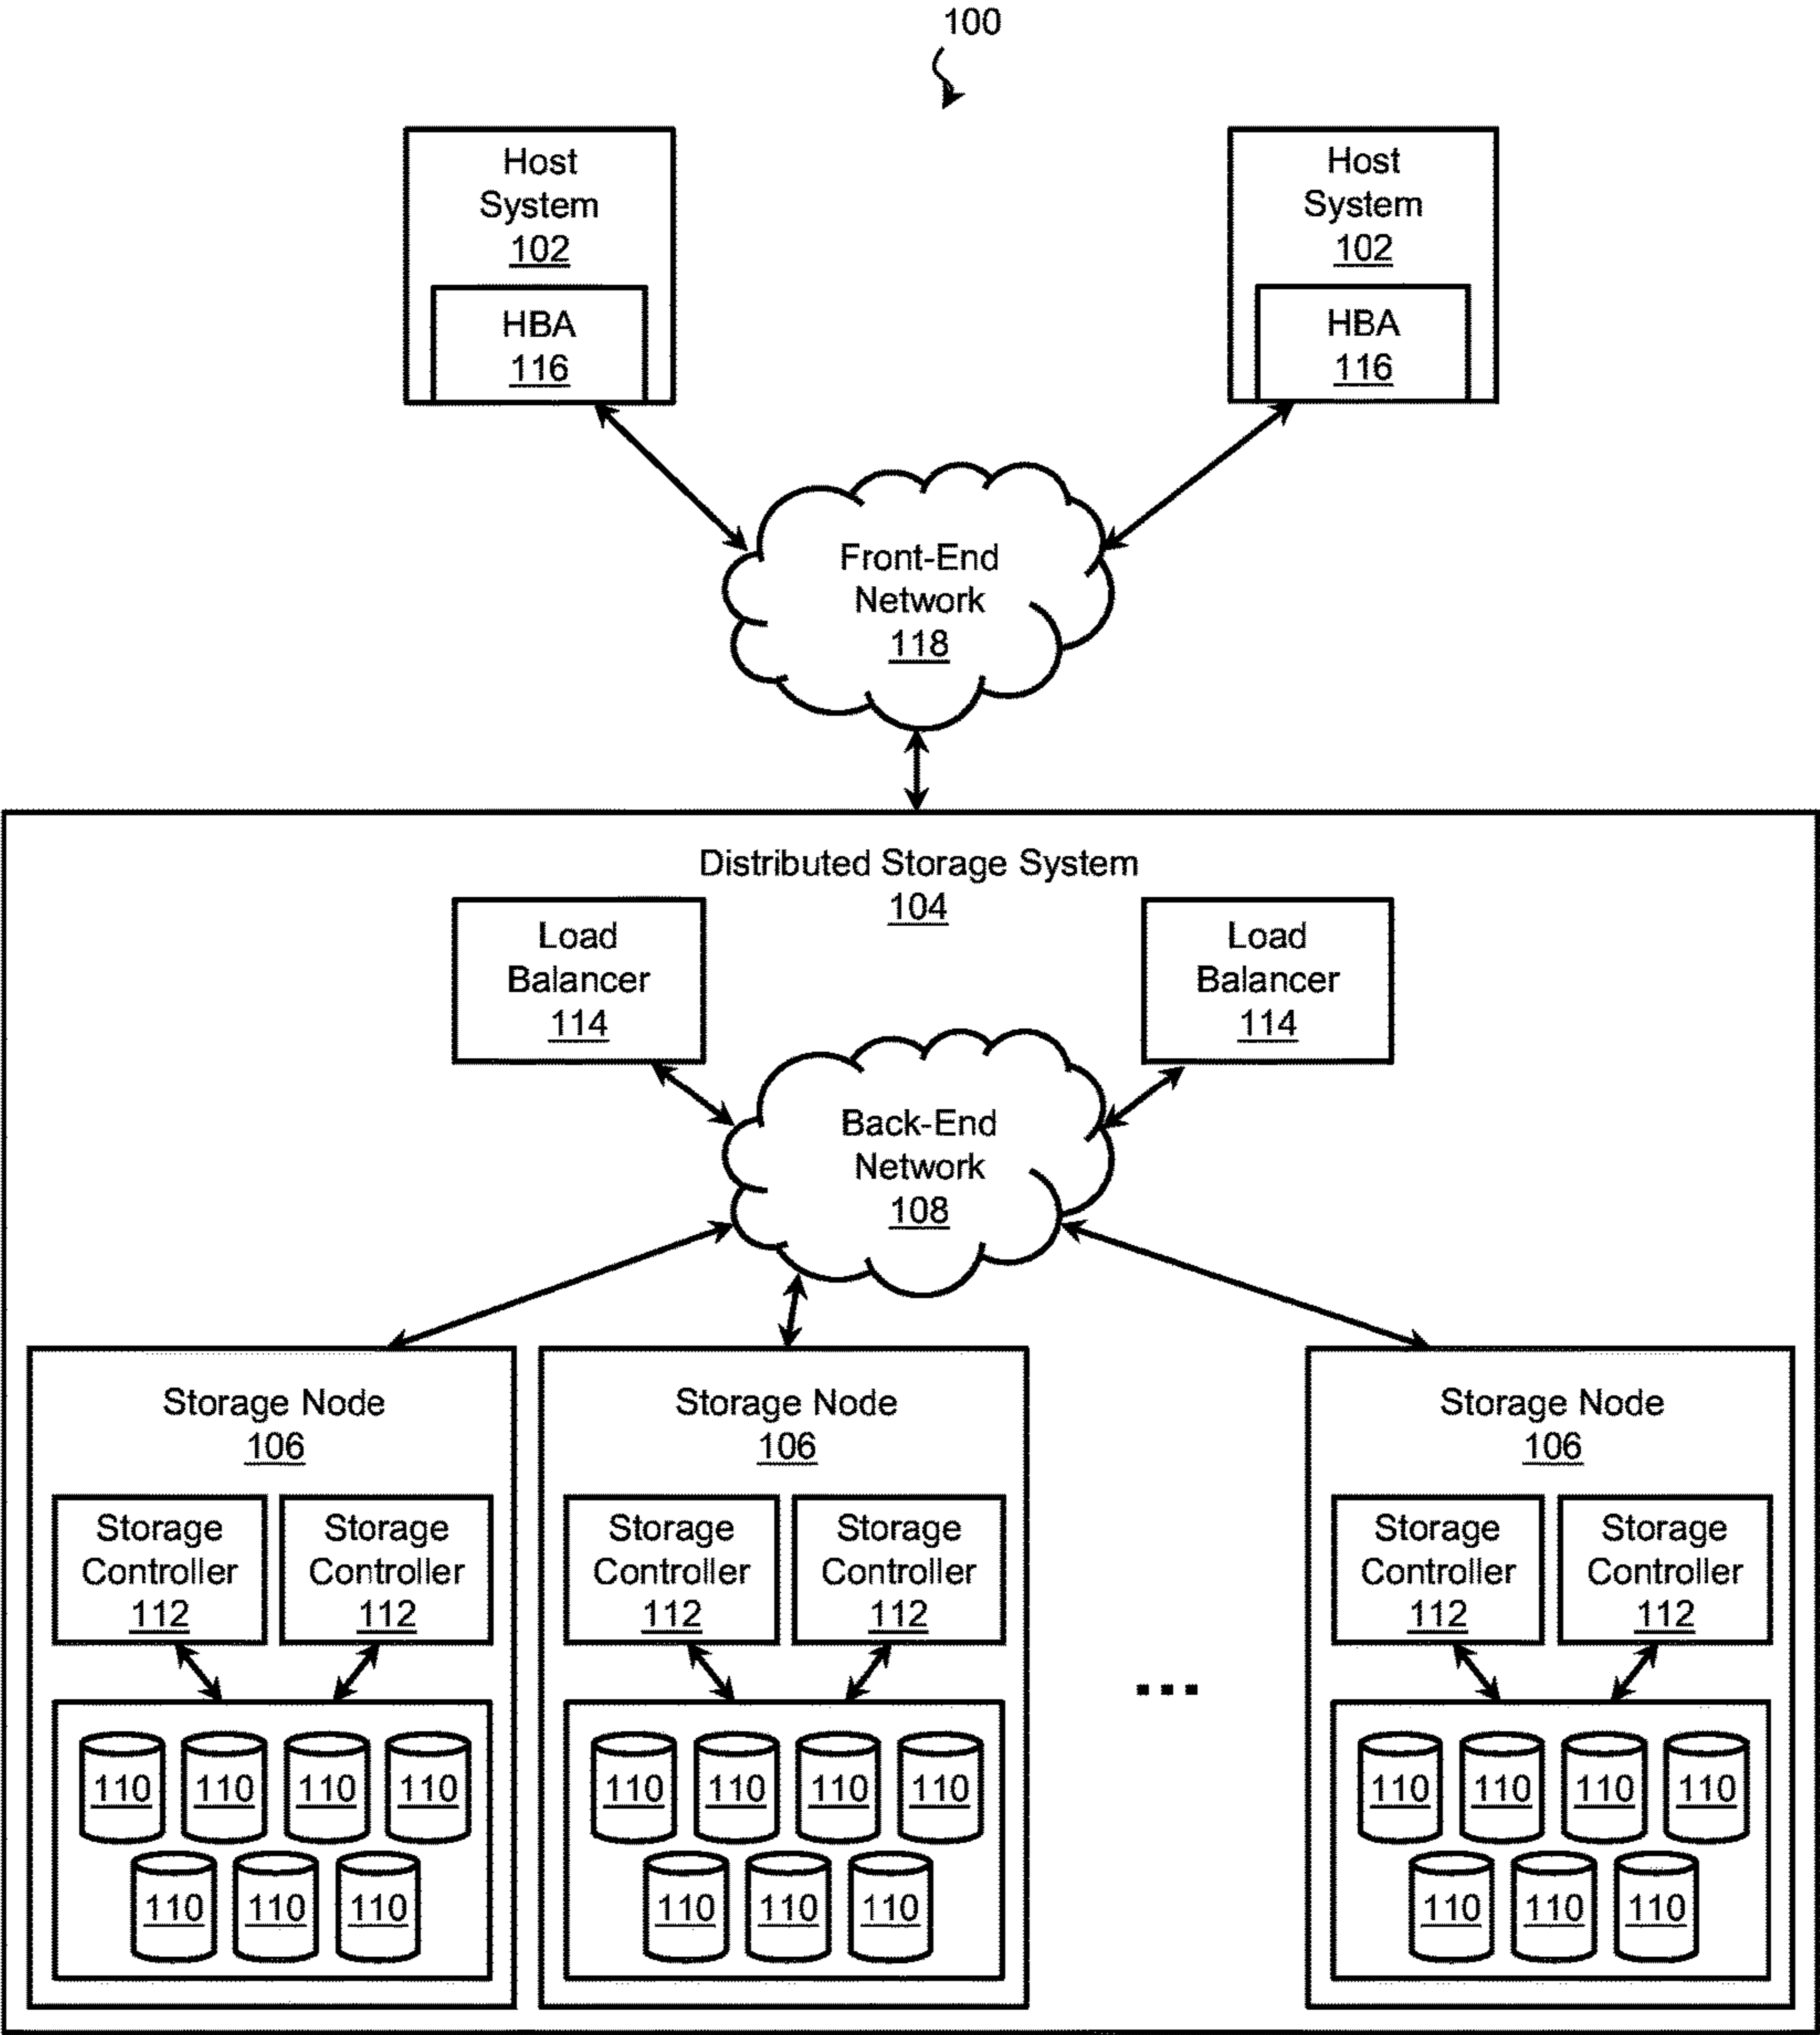 100
Host
System
102
HBA
116
Host
System
102
HBA
116
Front-End
Network
118
Distributed Storage System
104
Load
Balancer
114
Load
Balancer
114
Back-End
Network
108
Storage Node
106
Storage
Controller
112
Storage
Controller
112
110 110 110 110
110 110 110
Storage Node
106
Storage
Controller
112
Storage
Controller
112
110 110 110 110
110 110 110
...
Storage Node
106
Storage
Controller
112
Storage
Controller
112
110 110 110 110
110 110 110